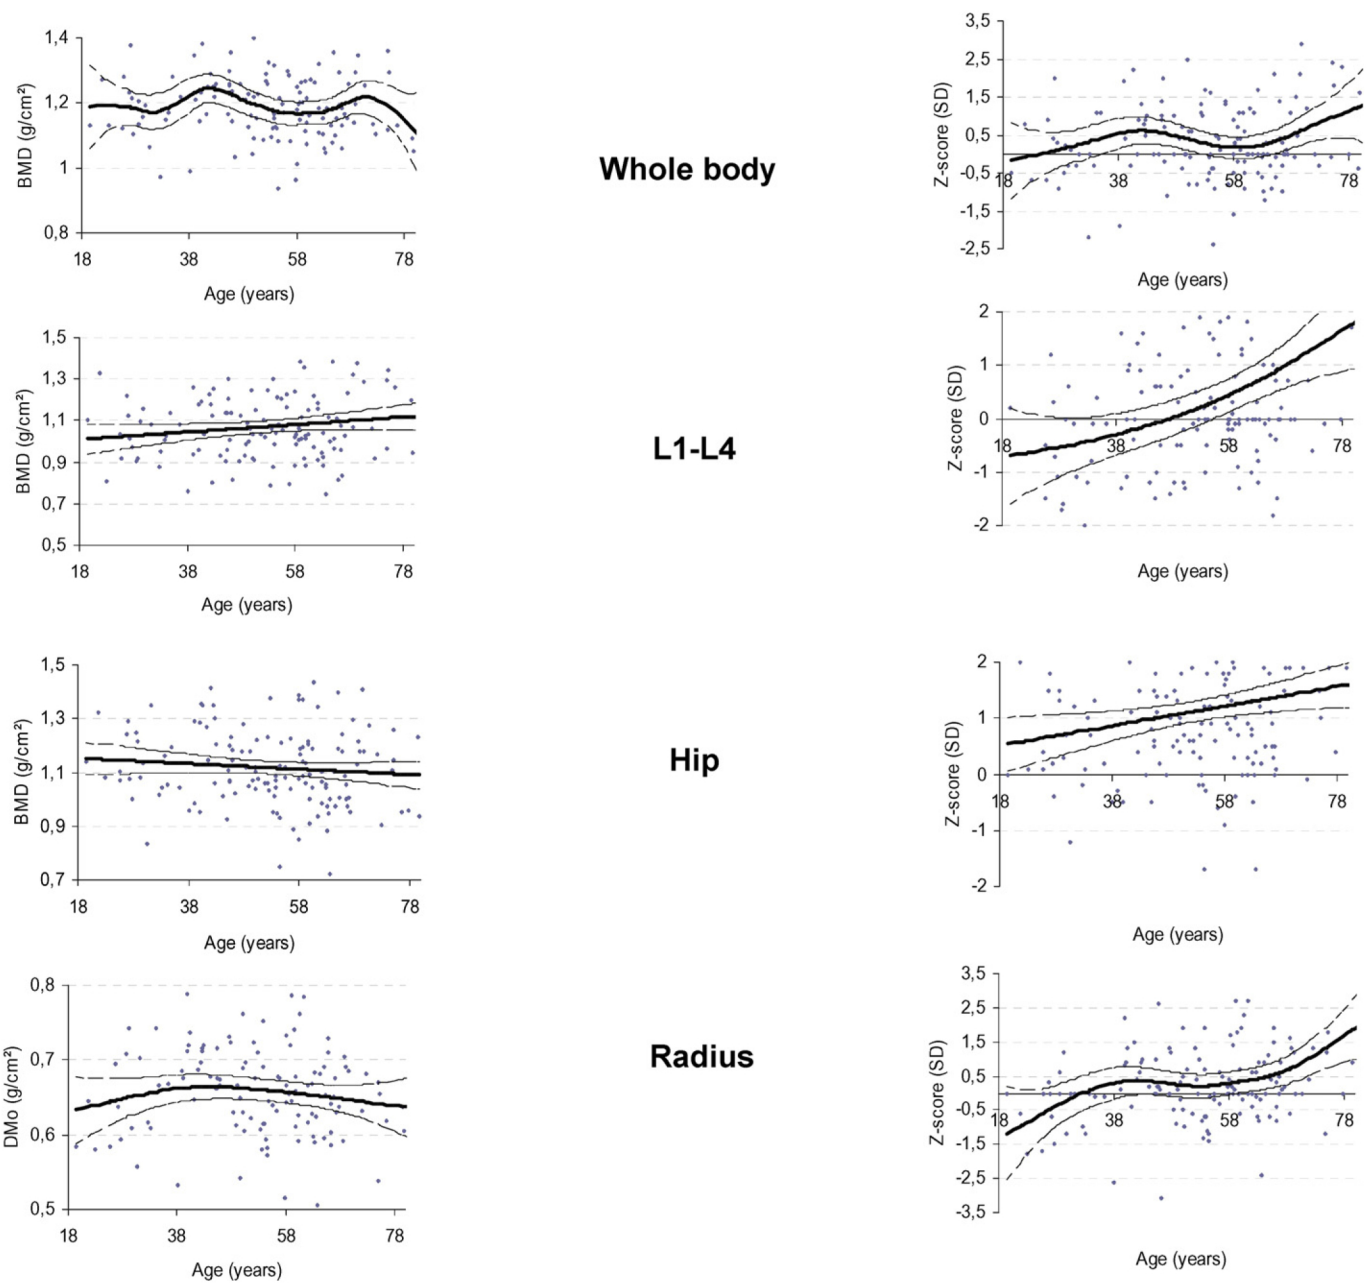 1,4
1,2
1
0,8
BMD (g/cm²)
18 38 58 78
Age (years)
Whole body
3,5
2,5
1,5
0,5
-0,5
-1,5
-2,5
Z-score (SD)
18 38 58 78
Age (years)
1,5
1,3
1,1
0,9
0,7
0,5
BMD (g/cm²)
18 38 58 78
Age (years)
L1-L4
2
1
0
-1
-2
Z-score (SD)
18 38 58 78
Age (years)
1,5
1,3
1,1
0,9
0,7
BMD (g/cm²)
18 38 58 78
Age (years)
Hip
2
1
0
-1
-2
Z-score (SD)
18 38 58 78
Age (years)
0,8
0,7
0,6
0,5
DMo (g/cm²)
18 38 58 78
Age (years)
Radius
3,5
2,5
1,5
0,5
-0,5
-1,5
-2,5
-3,5
Z-score (SD)
18 38 58 78
Age (years)